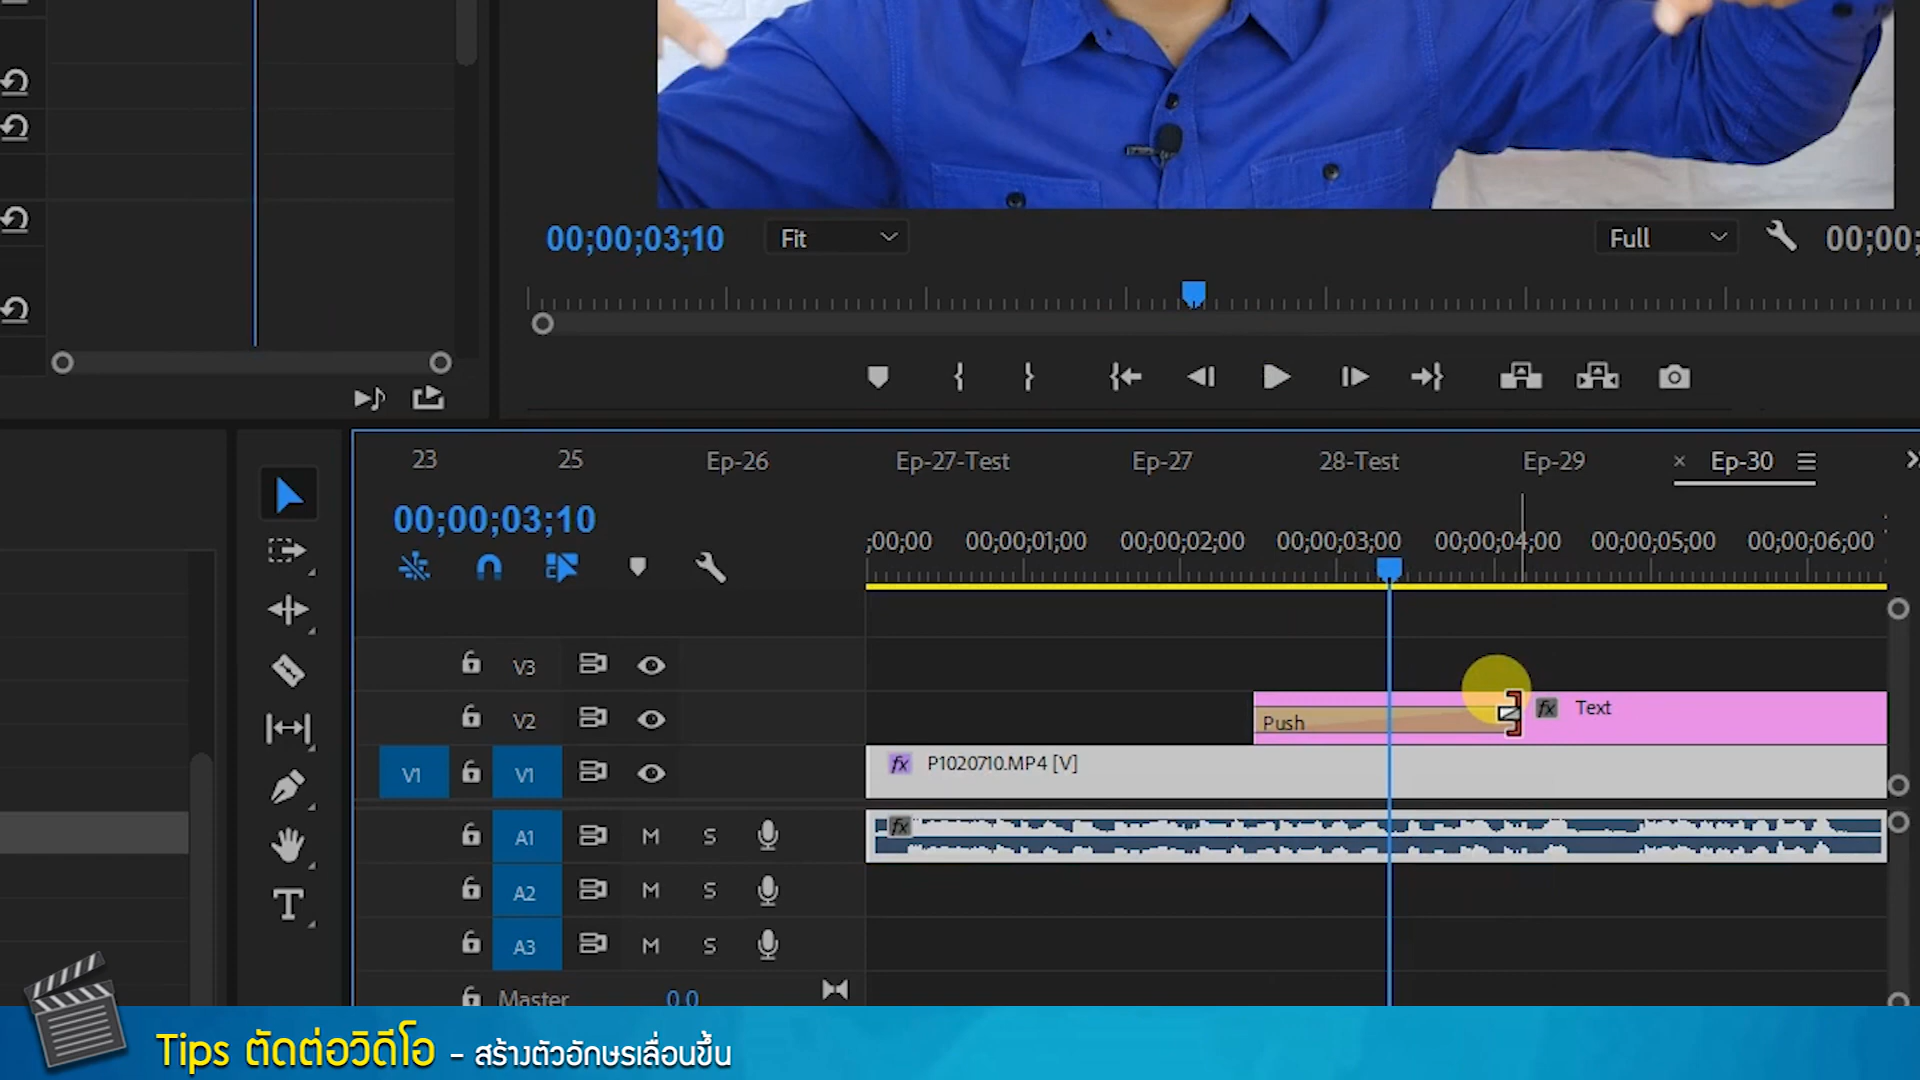 00;00;03;10
Fit
Full
00;00;
23
25
Ep-26
Ep-27-Test
Ep-27
28-Test
Ep-29
× Ep-30
00;00;03;10
;00;00
00;00;01;00
00;00;02;00
00;00;03;00
00;00;04;00
00;00;05;00
00;00;06;00
V3
V2
Push
fx Text
V1
V1
fx P1020710.MP4 [V]
A1
M
S
fx
A2
M
S
A3
M
S
Master
0.0
Tips ตัดต่อวิดีโอ - สร้างตัวอักษรเลื่อนขึ้น